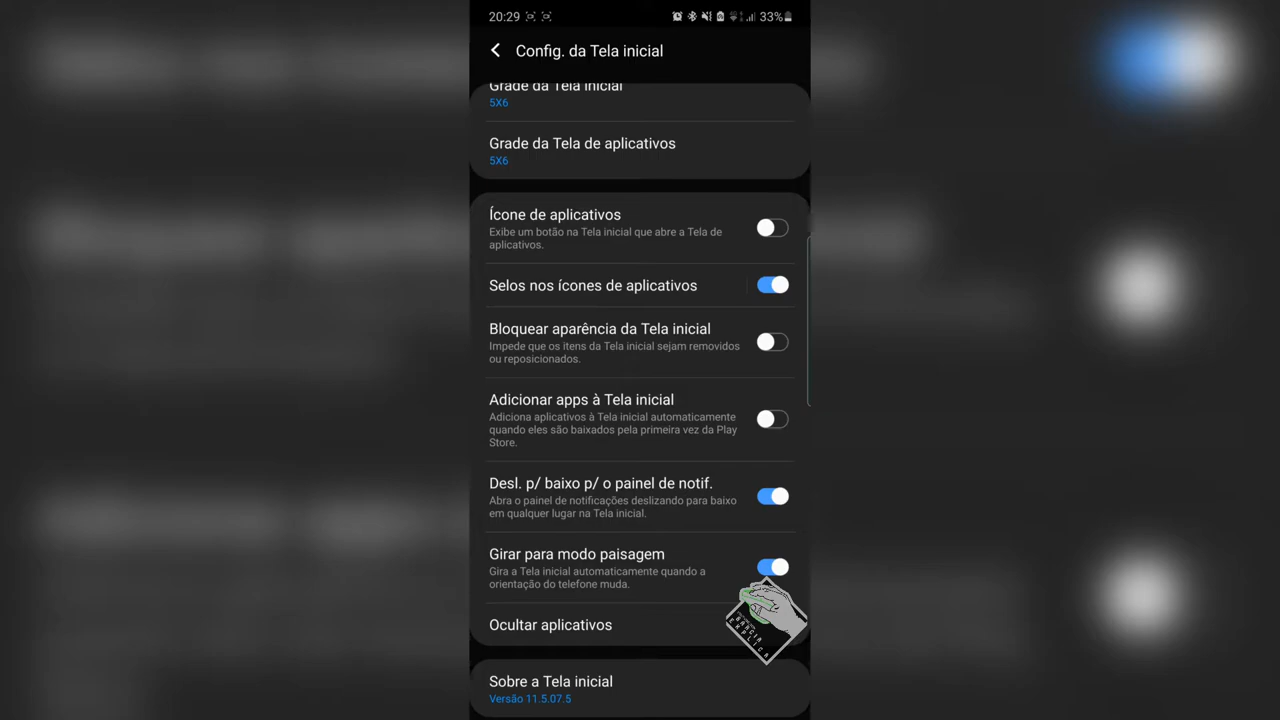 20:29
33%
Config. da Tela inicial
Grade da Tela inicial
5X6
Grade da Tela de aplicativos
5X6
Ícone de aplicativos
Exibe um botão na Tela inicial que abre a Tela de
aplicativos.
Selos nos ícones de aplicativos
Bloquear aparência da Tela inicial
Impede que os itens da Tela inicial sejam removidos
ou reposicionados.
Adicionar apps à Tela inicial
Adiciona aplicativos à Tela inicial automaticamente
quando eles são baixados pela primeira vez da Play
Store.
Desl. p/ baixo p/ o painel de notif.
Abra o painel de notificações deslizando para baixo
em qualquer lugar na Tela inicial.
Girar para modo paisagem
Gira a Tela inicial automaticamente quando a
orientação do telefone muda.
Ocultar aplicativos
EXPLICA
Sobre a Tela inicial
Versão 11.5.07.5